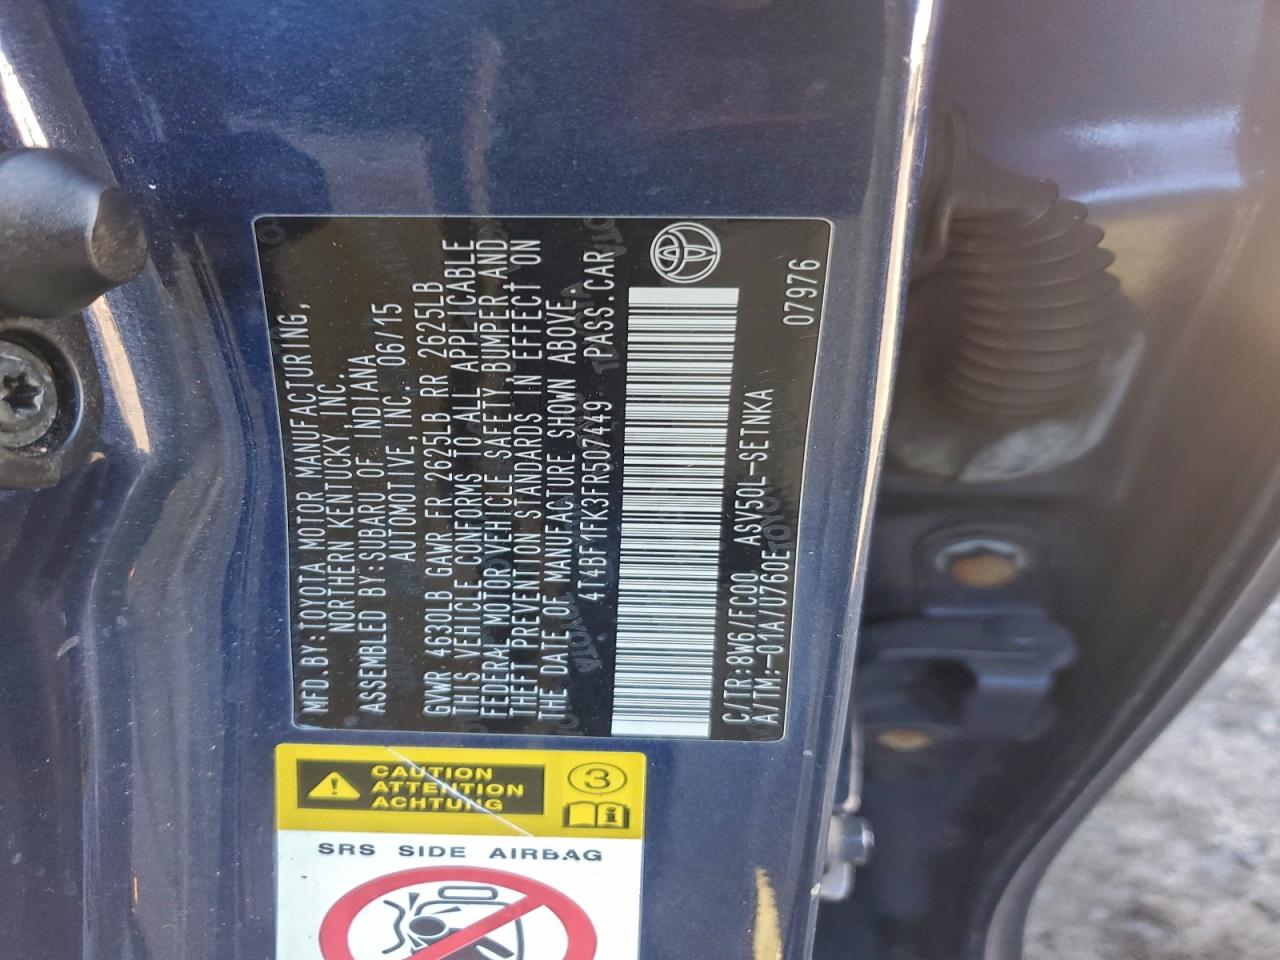 MFD.BY:TOYOTA MOTOR MANUFACTURING,
NORTHERN KENTUCKY, INC.
ASSEMBLED BY:SUBARU OF INDIANA
AUTOMOTIVE, INC. 06/15
GVWR 4630LB GAWR FR 2625LB RR 2625LB
THIS VEHICLE CONFORMS TO ALL APPLICABLE
FEDERAL MOTOR VEHICLE SAFETY,BUMPER,AND
THEFT PREVENTION STANDARDS IN EFFECT ON
THE DATE OF MANUFACTURE SHOWN ABOVE.
4T4BF1FK3FR507449 PASS.CAR
C/TR:8W6/FC00 ASV50L-SETNKA
A/TM:-01A/U760E
07976
CAUTION
ATTENTION
ACHTUNG
3
i
SRS SIDE AIRBAG